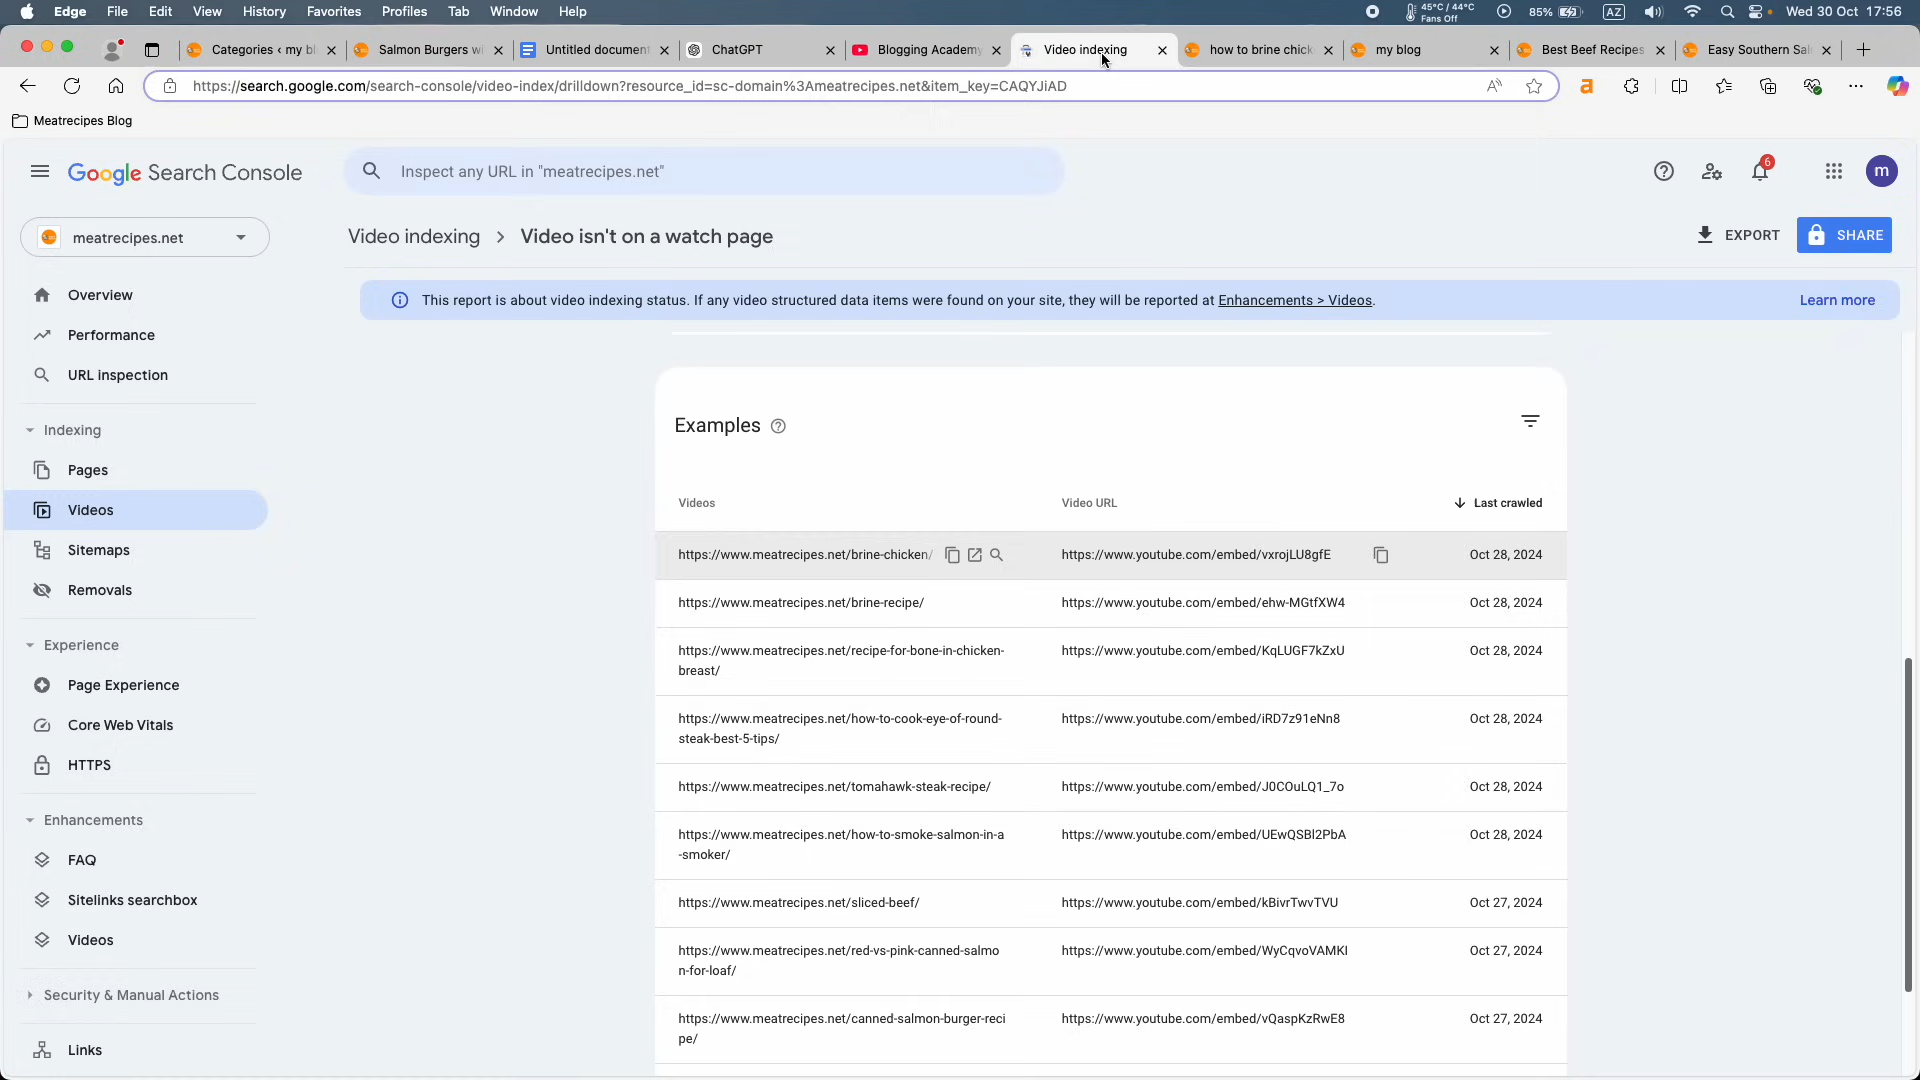 Edge File Edit View History Favorites Profiles Tab Window Help 45°C / 44°C Fans Off 85% AZ Wed 30 Oct 17:56
Categories ‹ my bl Salmon Burgers wi Untitled document ChatGPT Blogging Academy Video indexing how to brine chick my blog Best Beef Recipes Easy Southern Sal
https://search.google.com/search-console/video-index/drilldown?resource_id=sc-domain%3Ameatrecipes.net&item_key=CAQYJiAD
Meatrecipes Blog
Google Search Console
Inspect any URL in "meatrecipes.net"
6
m
meatrecipes.net
Video indexing > Video isn't on a watch page
EXPORT
SHARE
This report is about video indexing status. If any video structured data items were found on your site, they will be reported at Enhancements > Videos.
Learn more
Overview
Performance
URL inspection
Indexing
Pages
Videos
Sitemaps
Removals
Experience
Page Experience
Core Web Vitals
HTTPS
Enhancements
FAQ
Sitelinks searchbox
Videos
Security & Manual Actions
Links
Examples
Videos Video URL Last crawled
https://www.meatrecipes.net/brine-chicken/ https://www.youtube.com/embed/vxrojLU8gfE Oct 28, 2024
https://www.meatrecipes.net/brine-recipe/ https://www.youtube.com/embed/ehw-MGtfXW4 Oct 28, 2024
https://www.meatrecipes.net/recipe-for-bone-in-chicken- https://www.youtube.com/embed/KqLUGF7kZxU Oct 28, 2024
breast/
https://www.meatrecipes.net/how-to-cook-eye-of-round- https://www.youtube.com/embed/iRD7z91eNn8 Oct 28, 2024
steak-best-5-tips/
https://www.meatrecipes.net/tomahawk-steak-recipe/ https://www.youtube.com/embed/J0COuLQ1_7o Oct 28, 2024
https://www.meatrecipes.net/how-to-smoke-salmon-in-a https://www.youtube.com/embed/UEwQSBl2PbA Oct 28, 2024
-smoker/
https://www.meatrecipes.net/sliced-beef/ https://www.youtube.com/embed/kBivrTwvTVU Oct 27, 2024
https://www.meatrecipes.net/red-vs-pink-canned-salmo https://www.youtube.com/embed/WyCqvoVAMKI Oct 27, 2024
n-for-loaf/
https://www.meatrecipes.net/canned-salmon-burger-reci https://www.youtube.com/embed/vQaspKzRwE8 Oct 27, 2024
pe/